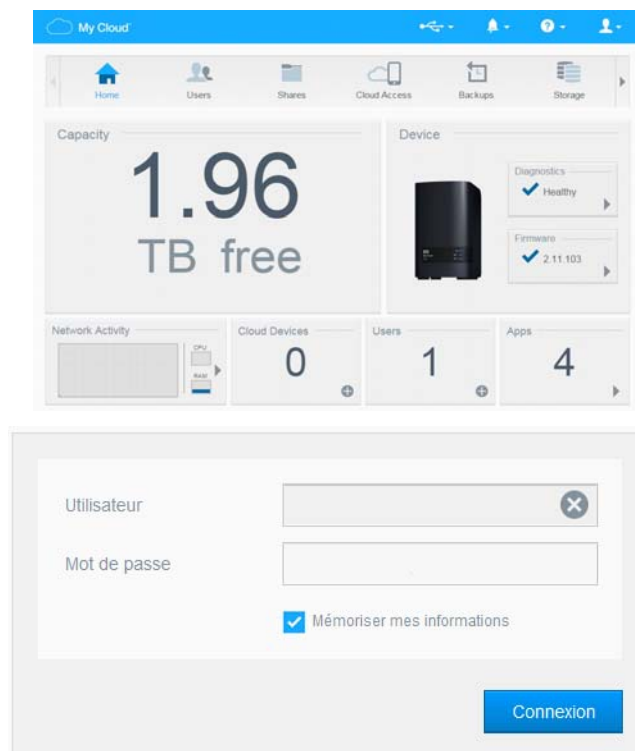 My Cloud
Home
Users
Shares
Cloud Access
Backups
Storage
Capacity
1.96
TB free
Device
Diagnostics
Healthy
Firmware
2.11.103
Network Activity
CPU
RAM
Cloud Devices
0
Users
1
Apps
4
Utilisateur
Mot de passe
Mémoriser mes informations
Connexion